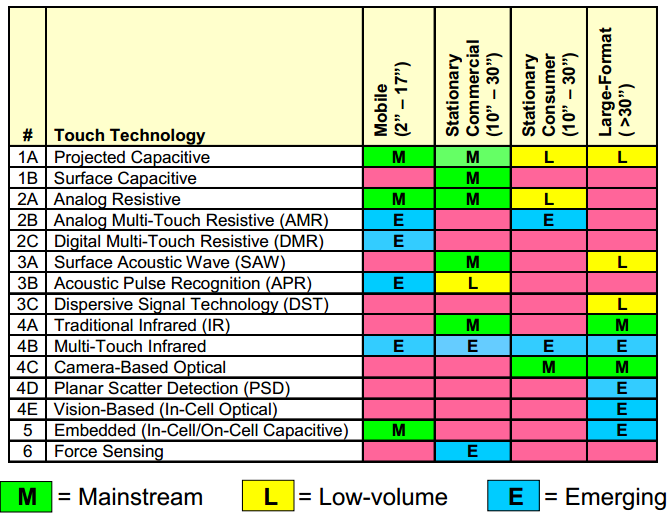 # Touch Technology Mobile (2” – 17”) Stationary Commercial (10” – 30”) Stationary Consumer (10” – 30”) Large-Format ( >30”)
1A Projected Capacitive M M L L
1B Surface Capacitive M
2A Analog Resistive M M L
2B Analog Multi-Touch Resistive (AMR) E E
2C Digital Multi-Touch Resistive (DMR) E
3A Surface Acoustic Wave (SAW) M L
3B Acoustic Pulse Recognition (APR) E L
3C Dispersive Signal Technology (DST) L
4A Traditional Infrared (IR) M M
4B Multi-Touch Infrared E E E E
4C Camera-Based Optical M M
4D Planar Scatter Detection (PSD) E
4E Vision-Based (In-Cell Optical) E
5 Embedded (In-Cell/On-Cell Capacitive) M E
6 Force Sensing E
M = Mainstream L = Low-volume E = Emerging